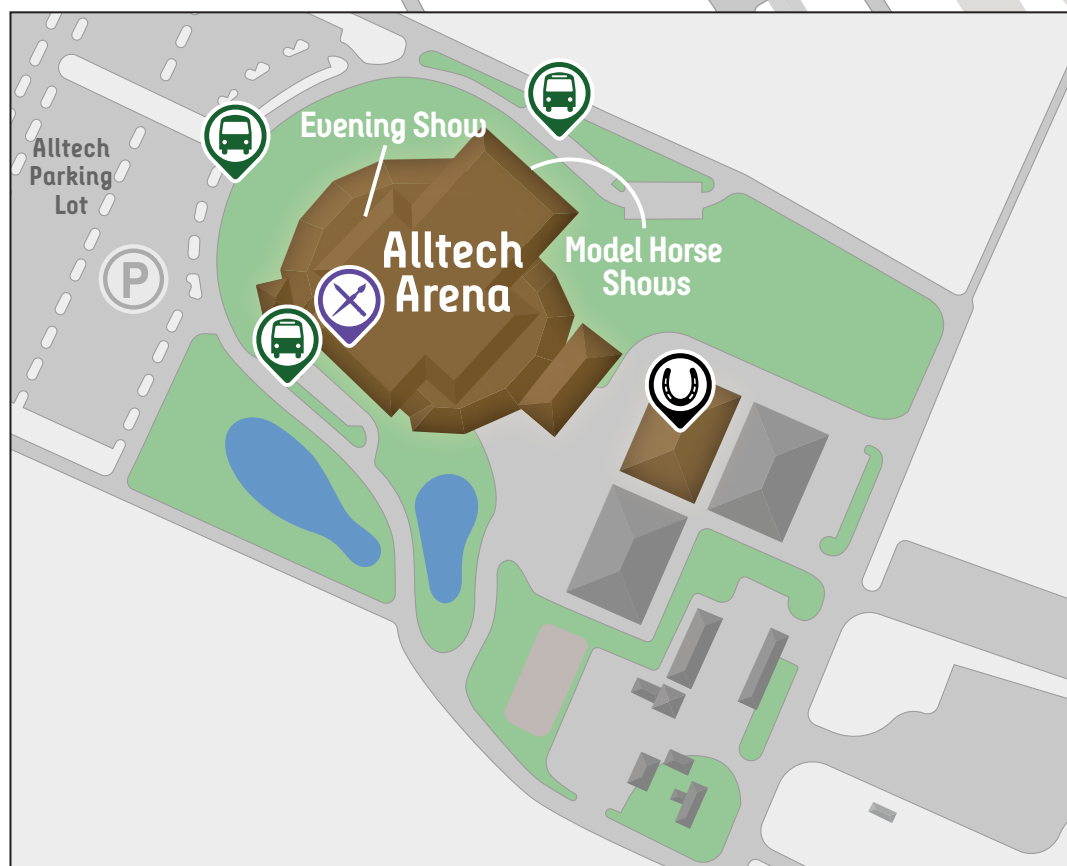 Evening Show
Alltech
Parking
Lot
Alltech
Arena
Model Horse
Shows
P